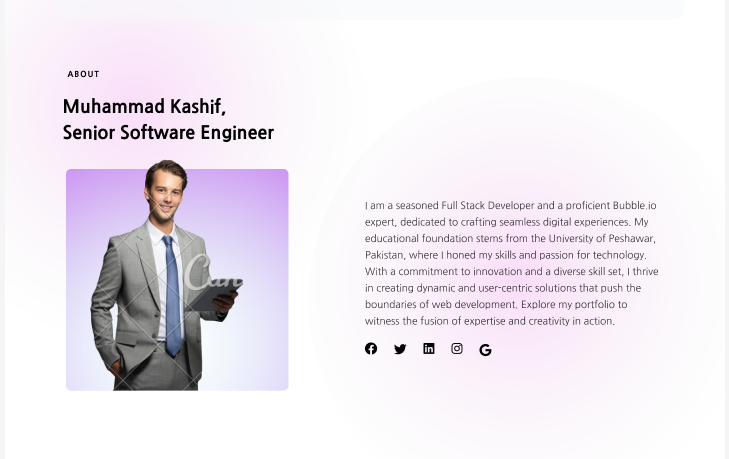 ABOUT
Muhammad Kashif,
Senior Software Engineer
Can
I am a seasoned Full Stack Developer and a proficient Bubble.io
expert, dedicated to crafting seamless digital experiences. My
educational foundation stems from the University of Peshawar,
Pakistan, where I honed my skills and passion for technology.
With a commitment to innovation and a diverse skill set, I thrive
in creating dynamic and user-centric solutions that push the
boundaries of web development. Explore my portfolio to
witness the fusion of expertise and creativity in action.